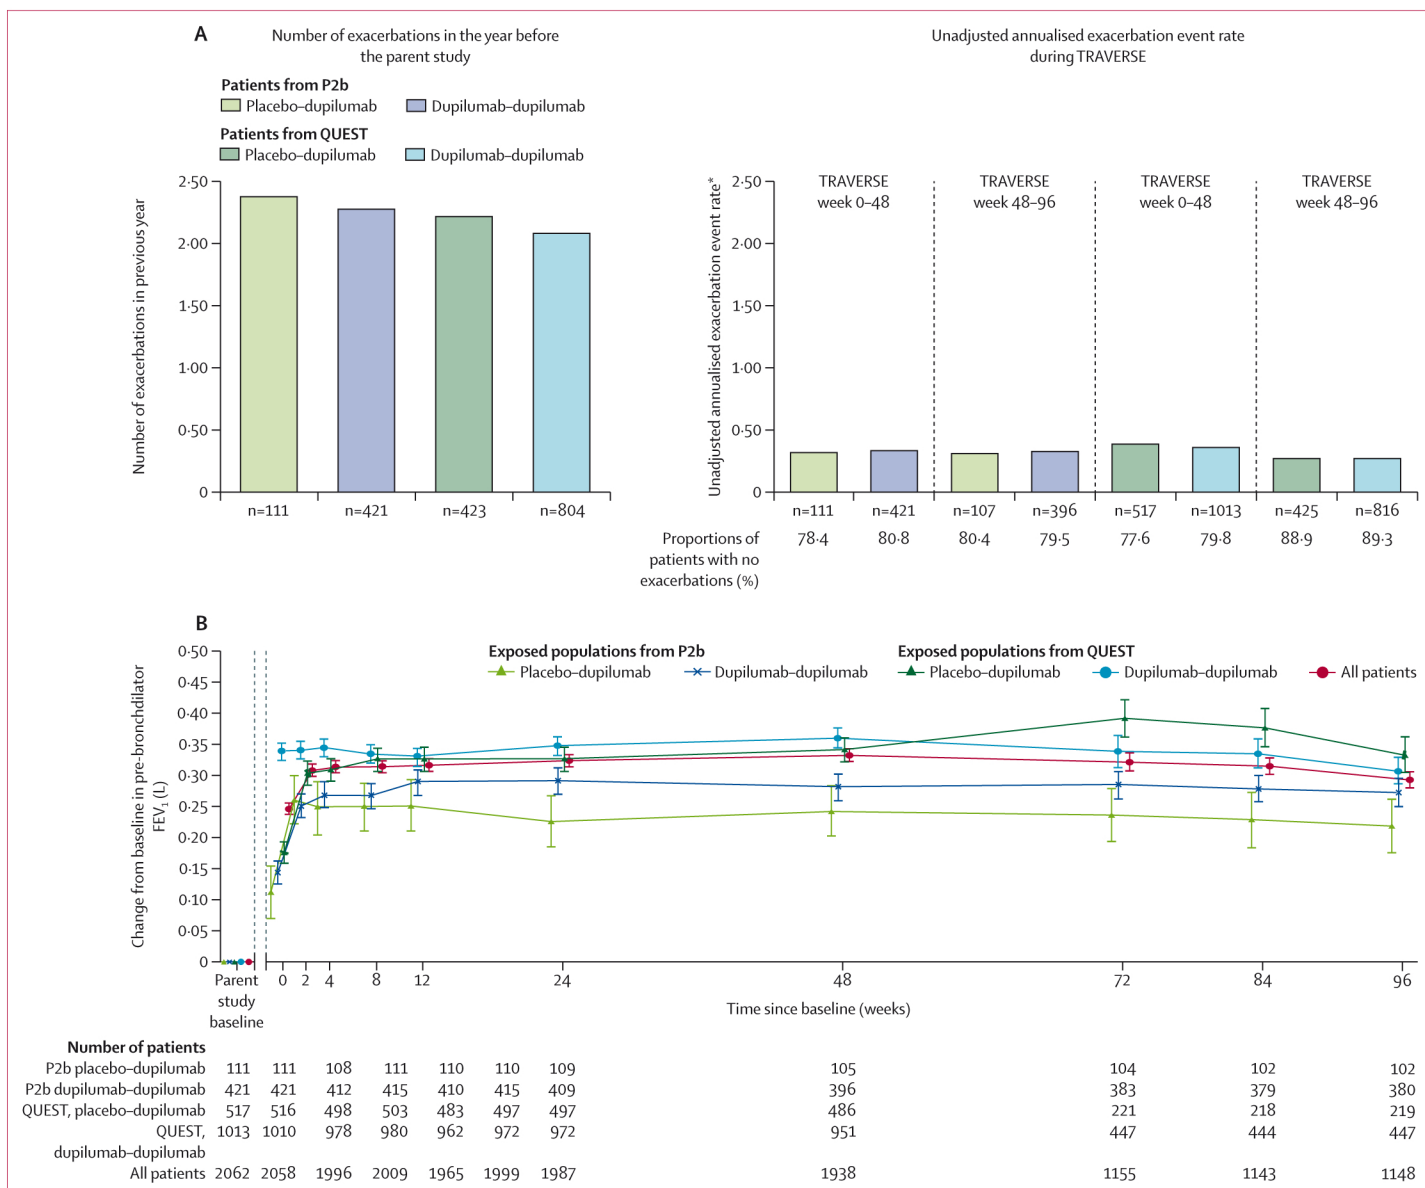 A
Number of exacerbations in the year before
the parent study
Patients from P2b
Placebo–dupilumab
Dupilumab–dupilumab
Patients from QUEST
Placebo–dupilumab
Dupilumab–dupilumab
Number of exacerbations in previous year
2·50
2·00
1·50
1·00
0·50
0
n=111 n=421 n=423 n=804
Unadjusted annualised exacerbation event rate
during TRAVERSE
Unadjusted annualised exacerbation event rate*
2·50
2·00
1·50
1·00
0·50
0
TRAVERSE
week 0–48
TRAVERSE
week 48–96
TRAVERSE
week 0–48
TRAVERSE
week 48–96
n=111 n=421 n=107 n=396 n=517 n=1013 n=425 n=816
Proportions of
patients with no
exacerbations (%)
78·4 80·8 80·4 79·5 77·6 79·8 88·9 89·3
B
Exposed populations from P2b
Placebo–dupilumab
Dupilumab–dupilumab
Exposed populations from QUEST
Placebo–dupilumab
Dupilumab–dupilumab
All patients
Change from baseline in pre-bronchdilator
FEV1 (L)
0·50
0·45
0·40
0·35
0·30
0·25
0·20
0·15
0·10
0·05
0
Parent
study
baseline
0 2 4 8 12 24 48 72 84 96
Time since baseline (weeks)
Number of patients
P2b placebo–dupilumab 111 111 108 111 110 110 109 105 104 102 102
P2b dupilumab–dupilumab 421 421 412 415 410 415 409 396 383 379 380
QUEST, placebo–dupilumab 517 516 498 503 483 497 497 486 221 218 219
QUEST, 1013 1010 978 980 962 972 972 951 447 444 447
dupilumab–dupilumab
All patients 2062 2058 1996 2009 1965 1999 1987 1938 1155 1143 1148